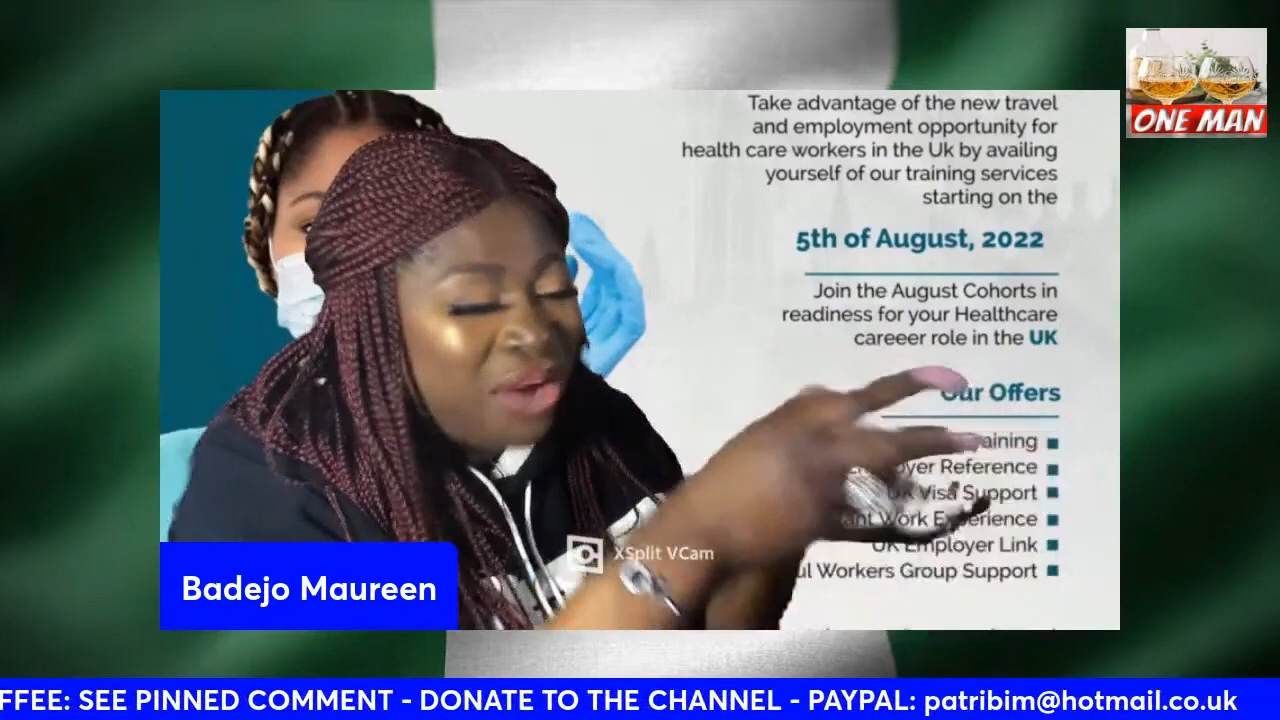 ONE MAN
Take advantage of the new travel
and employment opportunity for
health care workers in the Uk by availing
yourself of our training services
starting on the
5th of August, 2022
Join the August Cohorts in
readiness for your Healthcare
careeer role in the UK
Our Offers
Reference
UK Visa Support
Work Experience
UK Employer Link
Workers Group Support
XSplit VCam
Badejo Maureen
SEE PINNED COMMENT - DONATE TO THE CHANNEL - PAYPAL: patribim@hotmail.co.uk